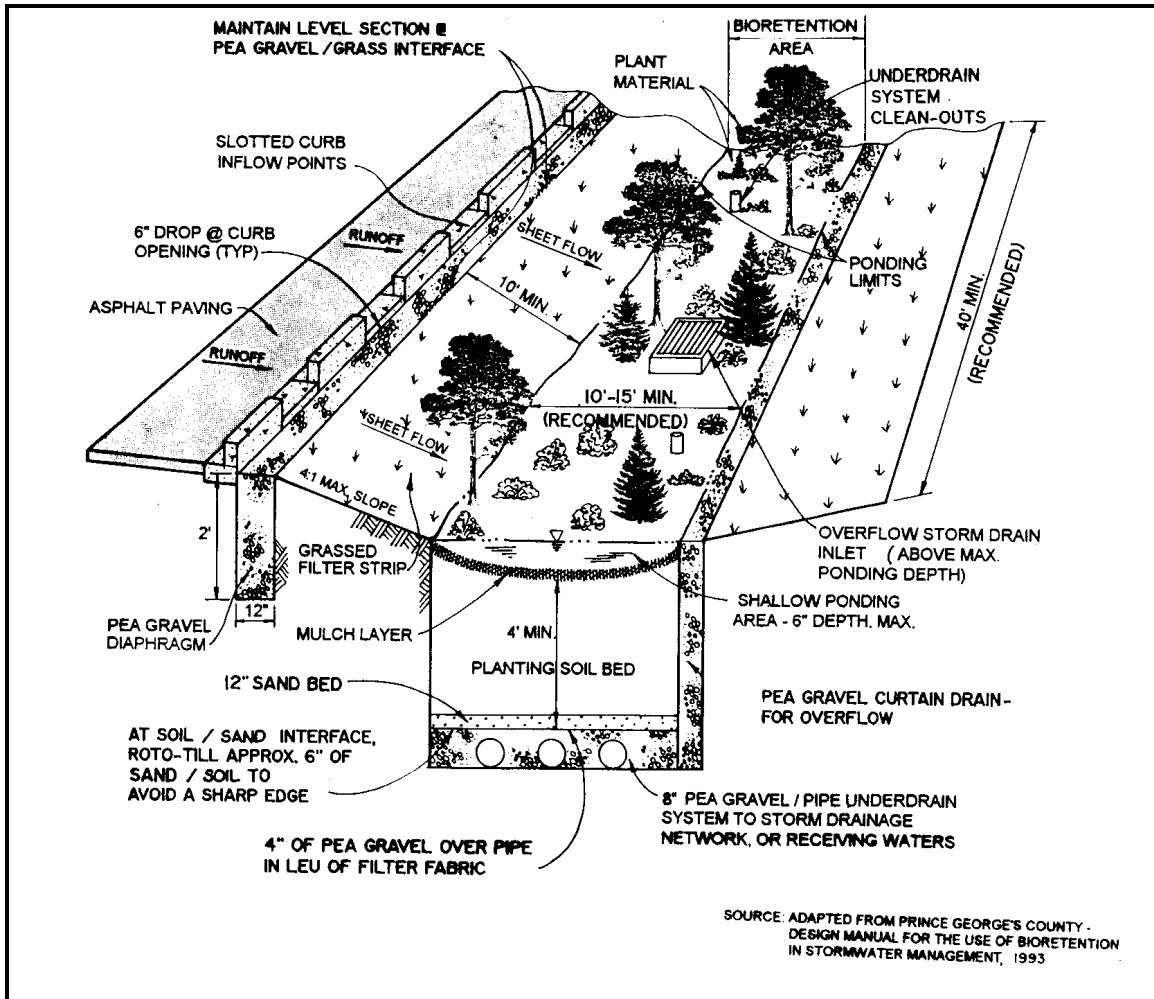 MAINTAIN LEVEL SECTION @
PEA GRAVEL/GRASS INTERFACE
BIORETENTION
AREA
PLANT
MATERIAL
UNDERDRAIN
SYSTEM
CLEAN-OUTS
SLOTTED CURB
INFLOW POINTS
6" DROP @ CURB
OPENING (TYP)
ASPHALT PAVING
RUNOFF
RUNOFF
SHEET FLOW
SHEET FLOW
10' MIN.
PONDING
LIMITS
40' MIN.
(RECOMMENDED)
10'-15' MIN.
(RECOMMENDED)
4:1 MAX. SLOPE
2'
12"
GRASSED
FILTER STRIP
OVERFLOW STORM DRAIN
INLET (ABOVE MAX.
PONDING DEPTH)
PEA GRAVEL
DIAPHRAGM
MULCH LAYER
SHALLOW PONDING
AREA - 6" DEPTH. MAX.
4' MIN.
PLANTING SOIL BED
12" SAND BED
PEA GRAVEL CURTAIN DRAIN-
FOR OVERFLOW
AT SOIL / SAND INTERFACE,
ROTO-TILL APPROX. 6" OF
SAND / SOIL TO
AVOID A SHARP EDGE
8" PEA GRAVEL / PIPE UNDERDRAIN
SYSTEM TO STORM DRAINAGE
NETWORK, OR RECEIVING WATERS
4" OF PEA GRAVEL OVER PIPE
IN LEU OF FILTER FABRIC
SOURCE: ADAPTED FROM PRINCE GEORGE'S COUNTY -
DESIGN MANUAL FOR THE USE OF BIORETENTION
IN STORMWATER MANAGEMENT, 1993